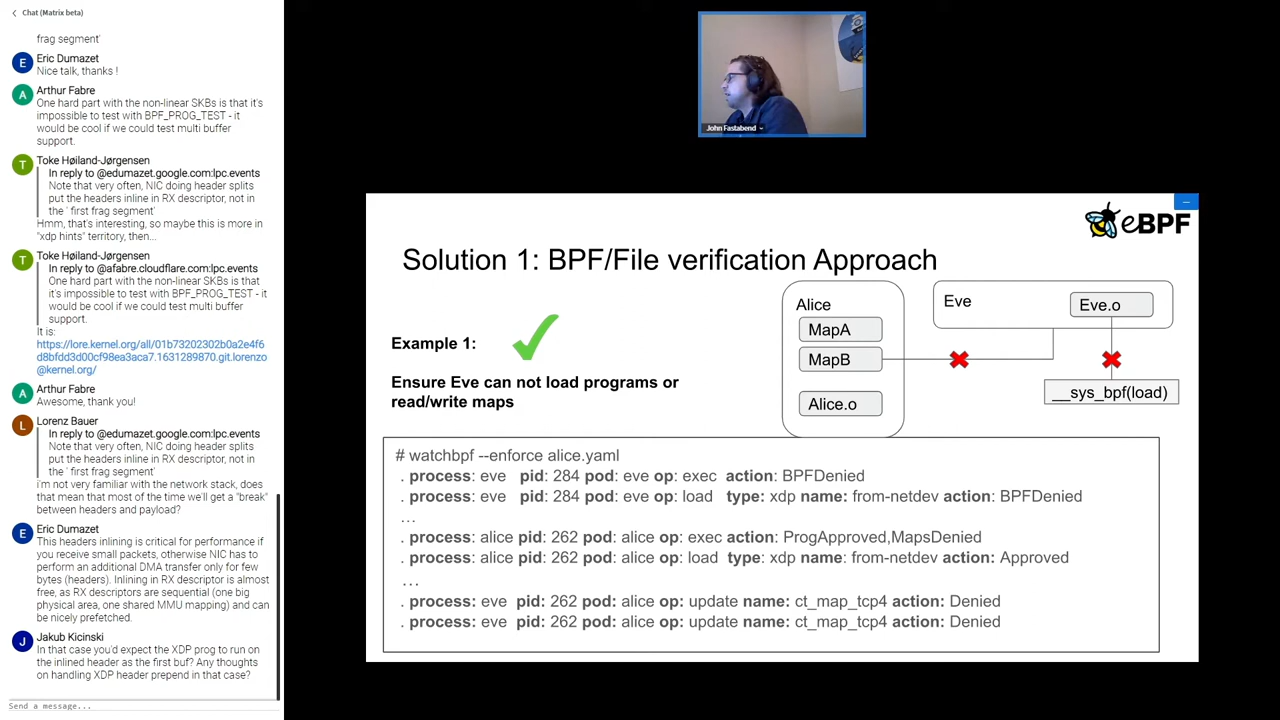 Chat (Matrix beta)
frag segment'
E
Eric Dumazet
Nice talk, thanks !
A
Arthur Fabre
One hard part with the non-linear SKBs is that it's
impossible to test with BPF_PROG_TEST - it
would be cool if we could test multi buffer
support.
T
Toke Høiland-Jørgensen
In reply to @edumazet.google.com:lpc.events
Note that very often, NIC doing header splits
put the headers inline in RX descriptor, not in
the ' first frag segment'
Hmm, that's interesting, so maybe this is more in
"xdp hints" territory, then...
T
Toke Høiland-Jørgensen
In reply to @afabre.cloudflare.com:lpc.events
One hard part with the non-linear SKBs is that
it's impossible to test with BPF_PROG_TEST - it
would be cool if we could test multi buffer
support.
It is:
https://lore.kernel.org/all/01b73202302b0a2e4f6
d8bfdd3d00cf98ea3aca7.1631289870.git.lorenzo
@kernel.org/
A
Arthur Fabre
Awesome, thank you!
L
Lorenz Bauer
In reply to @edumazet.google.com:lpc.events
Note that very often, NIC doing header splits
put the headers inline in RX descriptor, not in
the ' first frag segment'
i'm not very familiar with the network stack, does
that mean that most of the time we'll get a "break"
between headers and payload?
E
Eric Dumazet
This headers inlining is critical for performance if
you receive small packets, otherwise NIC has to
perform an additional DMA transfer only for few
bytes (headers). Inlining in RX descriptor is almost
free, as RX descriptors are sequential (one big
physical area, one shared MMU mapping) and can
be nicely prefetched.
J
Jakub Kicinski
In that case you'd expect the XDP prog to run on
the inlined header as the first buf? Any thoughts
on handling XDP header prepend in that case?
Send a message...
John Fastabend
eBPF
Solution 1: BPF/File verification Approach
Example 1:
Ensure Eve can not load programs or
read/write maps
Alice
MapA
MapB
Alice.o
Eve
Eve.o
__sys_bpf(load)
# watchbpf --enforce alice.yaml
. process: eve pid: 284 pod: eve op: exec action: BPFDenied
. process: eve pid: 284 pod: eve op: load type: xdp name: from-netdev action: BPFDenied
…
. process: alice pid: 262 pod: alice op: exec action: ProgApproved,MapsDenied
. process: alice pid: 262 pod: alice op: load type: xdp name: from-netdev action: Approved
…
. process: eve pid: 262 pod: alice op: update name: ct_map_tcp4 action: Denied
. process: eve pid: 262 pod: alice op: update name: ct_map_tcp4 action: Denied